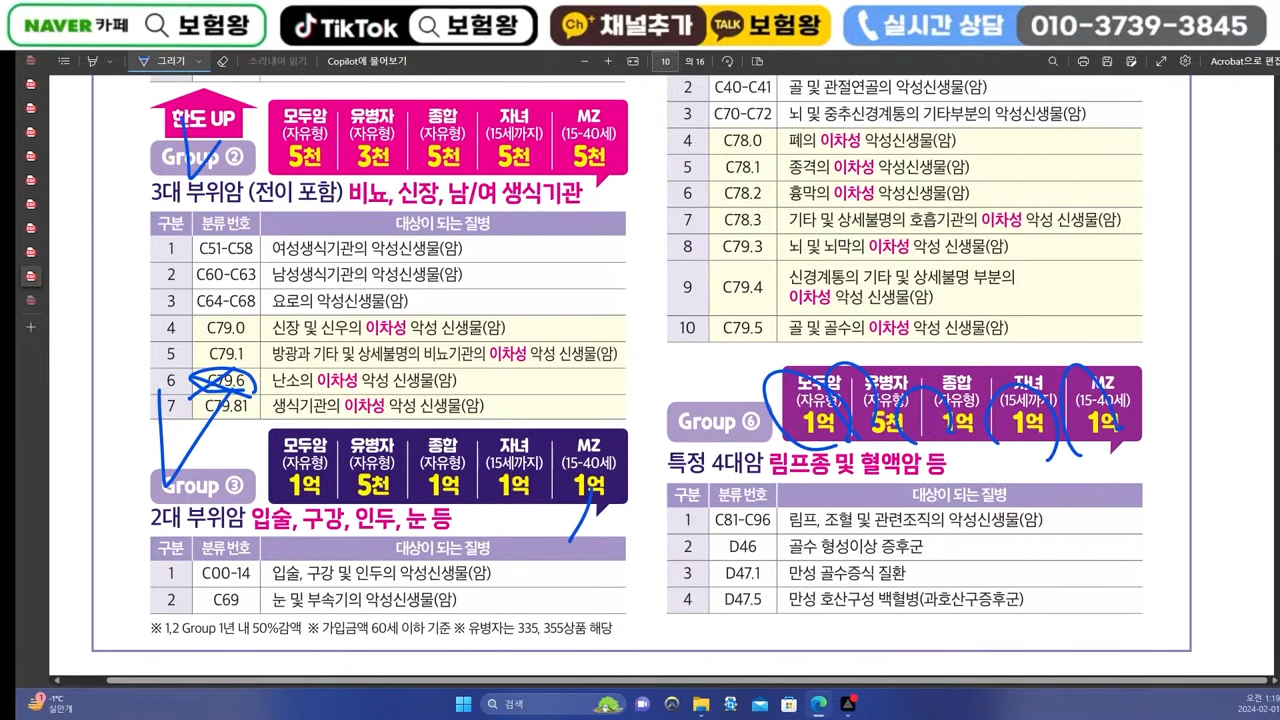 NAVER 카페 보험왕
TikTok 보험왕
Ch+ 채널추가 TALK 보험왕
실시간 상담 010-3739-3845
그리기 소리내어 읽기 Copilot에 물어보기
10 의 16
Acrobat으로 편집
한도 UP
Group ②
모두암 유병자 종합 자녀 MZ
(자유형) (자유형) (자유형) (15세까지) (15-40세)
5천 3천 5천 5천 5천
3대 부위암 (전이 포함) 비뇨, 신장, 남/여 생식기관
구분 분류 번호 대상이 되는 질병
1 C51-C58 여성생식기관의 악성신생물(암)
2 C60-C63 남성생식기관의 악성신생물(암)
3 C64-C68 요로의 악성신생물(암)
4 C79.0 신장 및 신우의 이차성 악성 신생물(암)
5 C79.1 방광과 기타 및 상세불명의 비뇨기관의 이차성 악성 신생물(암)
6 C79.6 난소의 이차성 악성 신생물(암)
7 C79.81 생식기관의 이차성 악성 신생물(암)
Group ③
모두암 유병자 종합 자녀 MZ
(자유형) (자유형) (자유형) (15세까지) (15-40세)
1억 5천 1억 1억 1억
2대 부위암 입술, 구강, 인두, 눈 등
구분 분류 번호 대상이 되는 질병
1 C00-14 입술, 구강 및 인두의 악성신생물(암)
2 C69 눈 및 부속기의 악성신생물(암)
※ 1,2 Group 1년 내 50%감액 ※ 가입금액 60세 이하 기준 ※ 유병자는 335, 355상품 해당
2 C40-C41 골 및 관절연골의 악성신생물(암)
3 C70-C72 뇌 및 중추신경계통의 기타부분의 악성신생물(암)
4 C78.0 폐의 이차성 악성신생물(암)
5 C78.1 종격의 이차성 악성신생물(암)
6 C78.2 흉막의 이차성 악성신생물(암)
7 C78.3 기타 및 상세불명의 호흡기관의 이차성 악성 신생물(암)
8 C79.3 뇌 및 뇌막의 이차성 악성 신생물(암)
9 C79.4 신경계통의 기타 및 상세불명 부분의
이차성 악성 신생물(암)
10 C79.5 골 및 골수의 이차성 악성 신생물(암)
Group ⑥
모두암 유병자 종합 자녀 MZ
(자유형) (자유형) (자유형) (15세까지) (15-40세)
1억 5천 1억 1억 1억
특정 4대암 림프종 및 혈액암 등
구분 분류 번호 대상이 되는 질병
1 C81-C96 림프, 조혈 및 관련조직의 악성신생물(암)
2 D46 골수 형성이상 증후군
3 D47.1 만성 골수증식 질환
4 D47.5 만성 호산구성 백혈병(과호산구증후군)
-1°C
실안개
검색
오전 1:19
2024-02-01